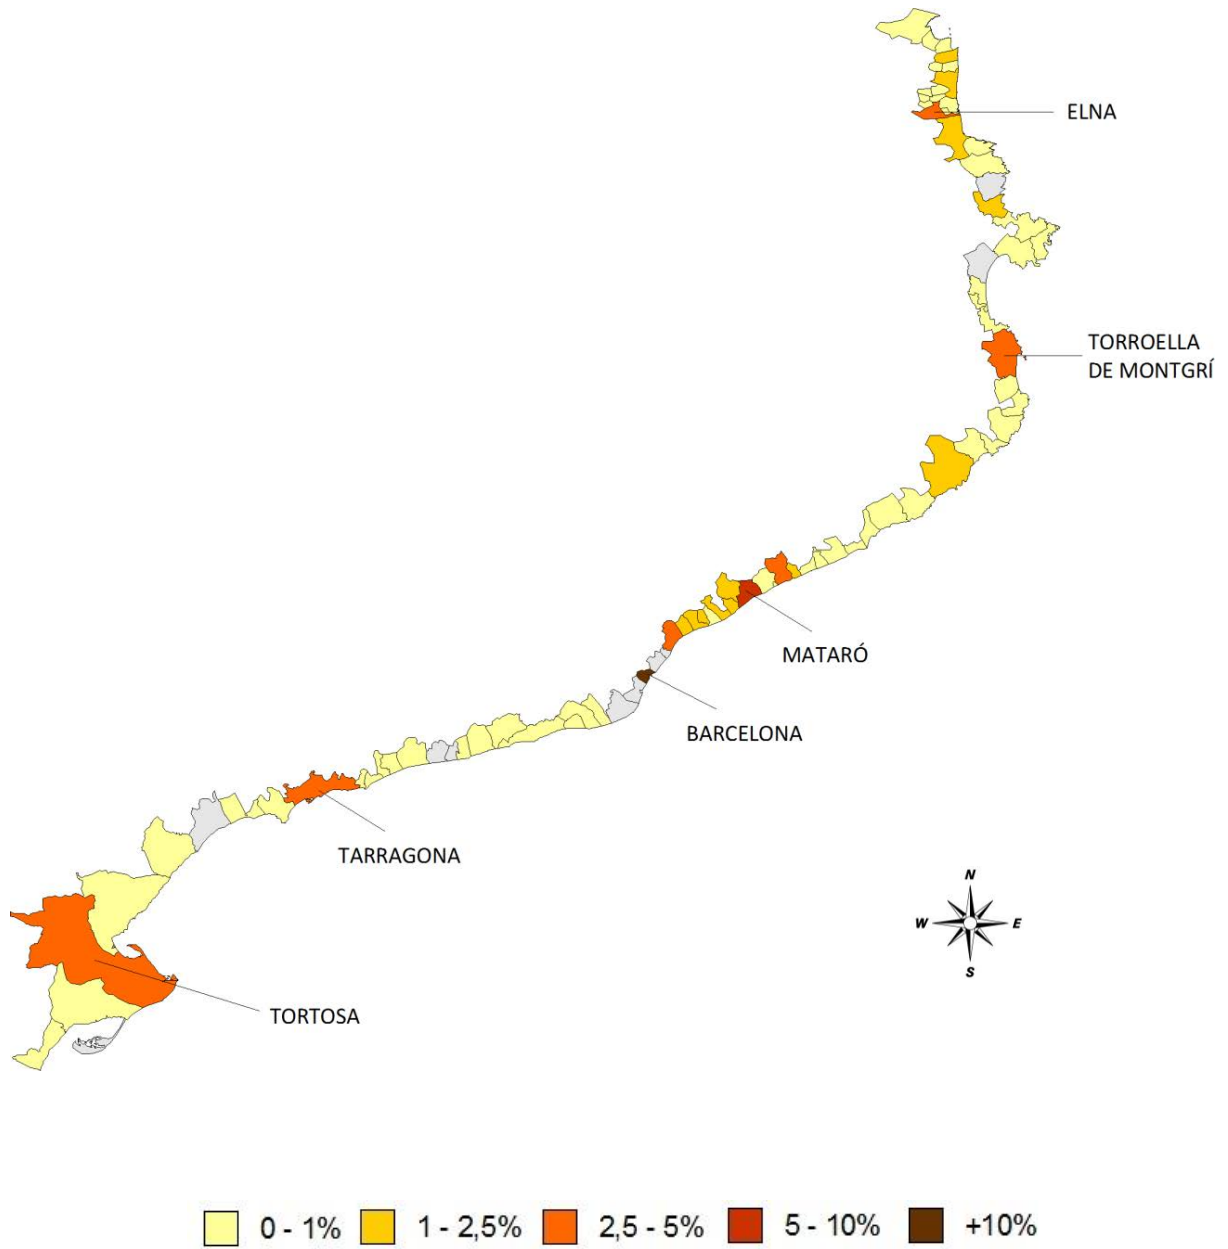 ELNA
TORROELLA
DE MONTGRÍ
MATARÓ
BARCELONA
TARRAGONA
N
W E
S
TORTOSA
0 - 1% 1 - 2,5% 2,5 - 5% 5 - 10% +10%